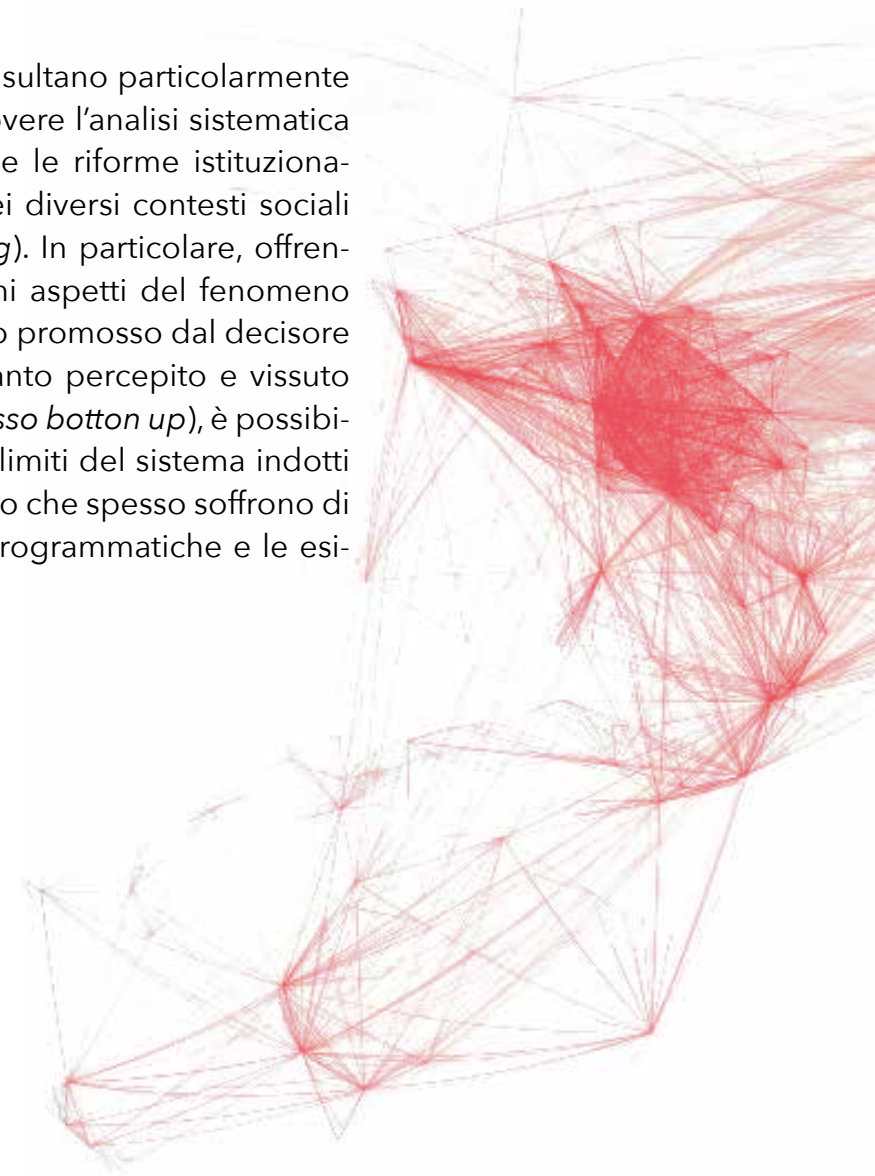 sultano particolarmente
overe l’analisi sistematica
e le riforme istituziona-
ei diversi contesti sociali
g). In particolare, offren-
ni aspetti del fenomeno
o promosso dal decisore
anto percepito e vissuto
sso botton up), è possibi-
limiti del sistema indotti
o che spesso soffrono di
rogrammatiche e le esi-